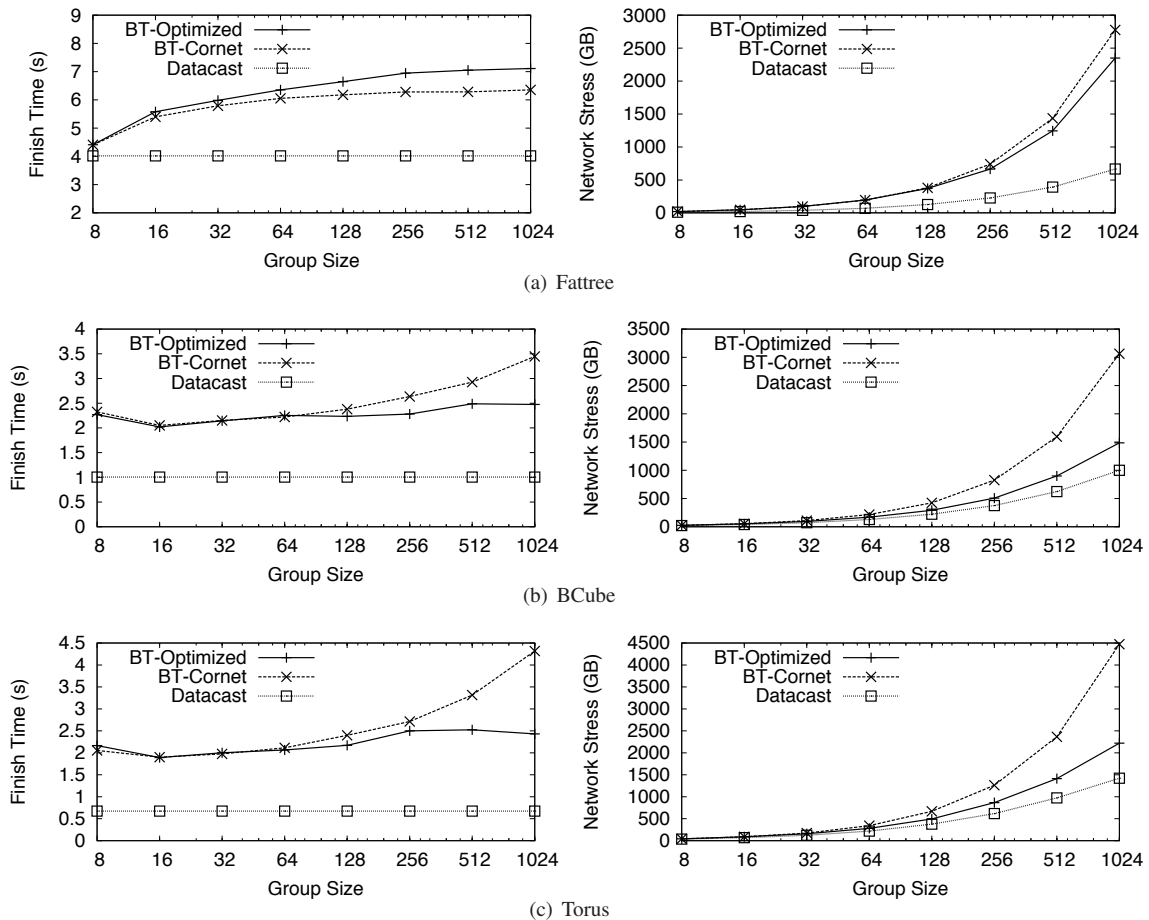 BT-Optimized
BT-Cornet
Datacast
Finish Time (s)
9
8
7
6
5
4
3
2
8 16 32 64 128 256 512 1024
Group Size
BT-Optimized
BT-Cornet
Datacast
Network Stress (GB)
3000
2500
2000
1500
1000
500
0
8 16 32 64 128 256 512 1024
Group Size
(a) Fattree
BT-Optimized
BT-Cornet
Datacast
Finish Time (s)
4
3.5
3
2.5
2
1.5
1
0.5
0
8 16 32 64 128 256 512 1024
Group Size
BT-Optimized
BT-Cornet
Datacast
Network Stress (GB)
3500
3000
2500
2000
1500
1000
500
0
8 16 32 64 128 256 512 1024
Group Size
(b) BCube
BT-Optimized
BT-Cornet
Datacast
Finish Time (s)
4.5
4
3.5
3
2.5
2
1.5
1
0.5
0
8 16 32 64 128 256 512 1024
Group Size
BT-Optimized
BT-Cornet
Datacast
Network Stress (GB)
4500
4000
3500
3000
2500
2000
1500
1000
500
0
8 16 32 64 128 256 512 1024
Group Size
(c) Torus